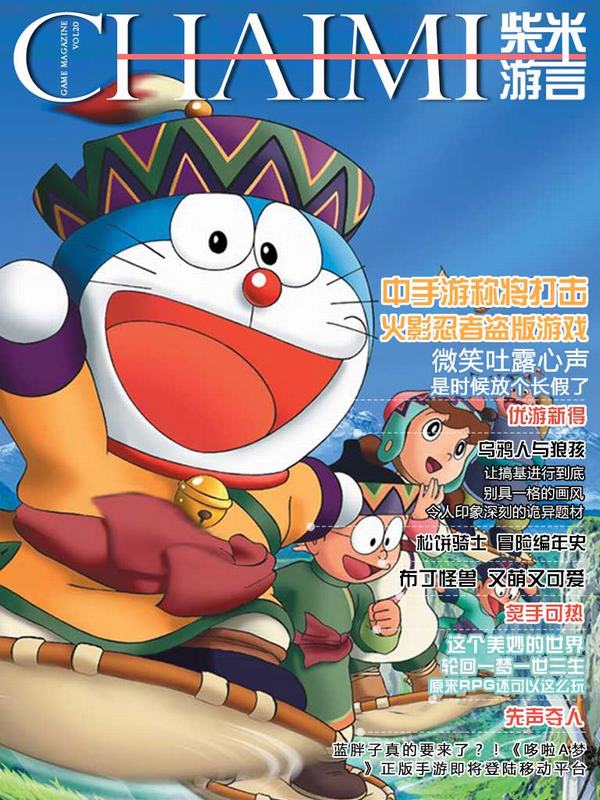 CHAIMI
GAME MAGAZINE
VOL20
柴米
游言
中手游称将打击
火影忍者盗版游戏
微笑吐露心声
是时候放个长假了
优游新得
乌鸦人与狼孩
让搞基进行到底
别具一格的画风
令人印象深刻的诡异题材
松饼骑士 冒险编年史
布丁怪兽 又萌又可爱
炙手可热
这个美妙的世界
轮回一梦一世三生
原来RPG还可以这么玩
先声夺人
蓝胖子真的要来了?!《哆啦A梦
》正版手游即将登陆移动平台